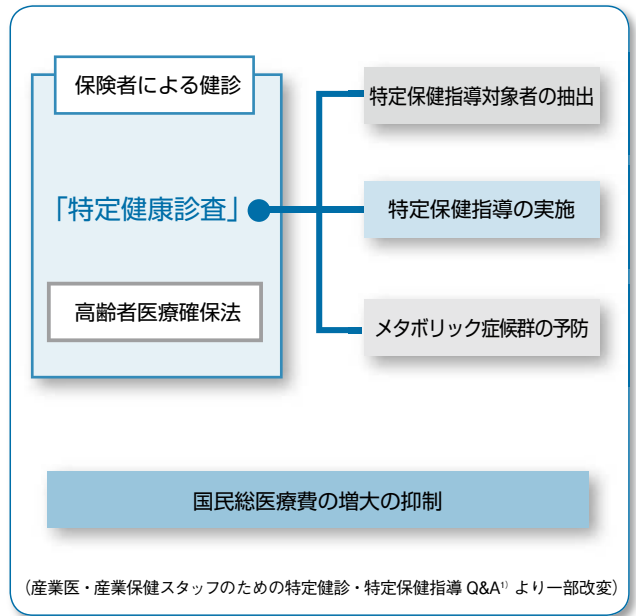 保険者による健診
「特定健康診査」
高齢者医療確保法
特定保健指導対象者の抽出
特定保健指導の実施
メタボリック症候群の予防
国民総医療費の増大の抑制
(産業医・産業保健スタッフのための特定健診・特定保健指導 Q&A¹⁾ より一部改変)